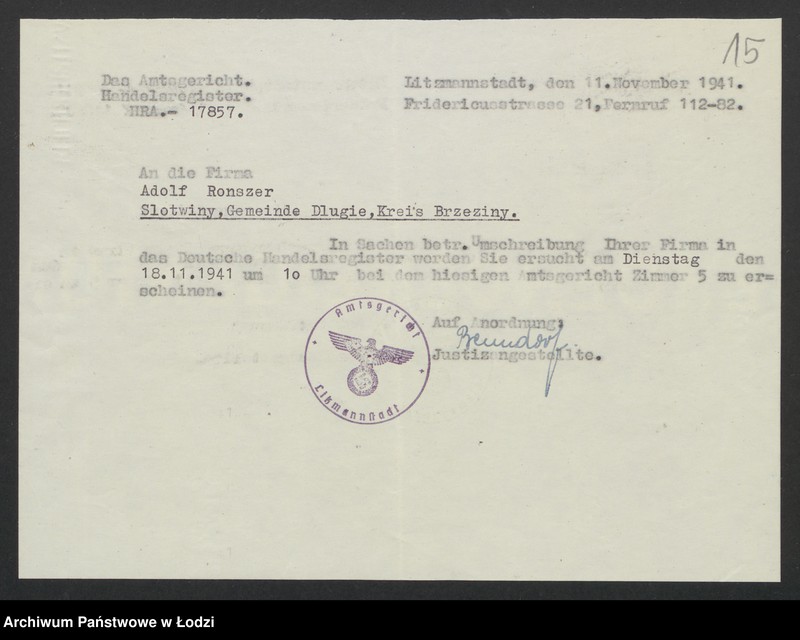 15
Das Amtsgericht.
Handelsregister.
HRA.- 17857.
Litzmannstadt, den 11.November 1941.
Fridericusstrasse 21,Fernruf 112-82.
An die Firma
Adolf Ronszer
Slotwiny,Gemeinde Dlugie,Kreis Brzeziny.
In Sachen betr.Umschreibung Ihrer Firma in
das Deutsche Handelsregister werden Sie ersucht am Dienstag den
18.11.1941 um 1o Uhr bei dem hiesigen Amtsgericht Zimmer 5 zu er=
scheinen.
Auf Anordnung;
Justizangestellte.
Amtsgericht
Litzmannstadt
Archiwum Państwowe w Łodzi